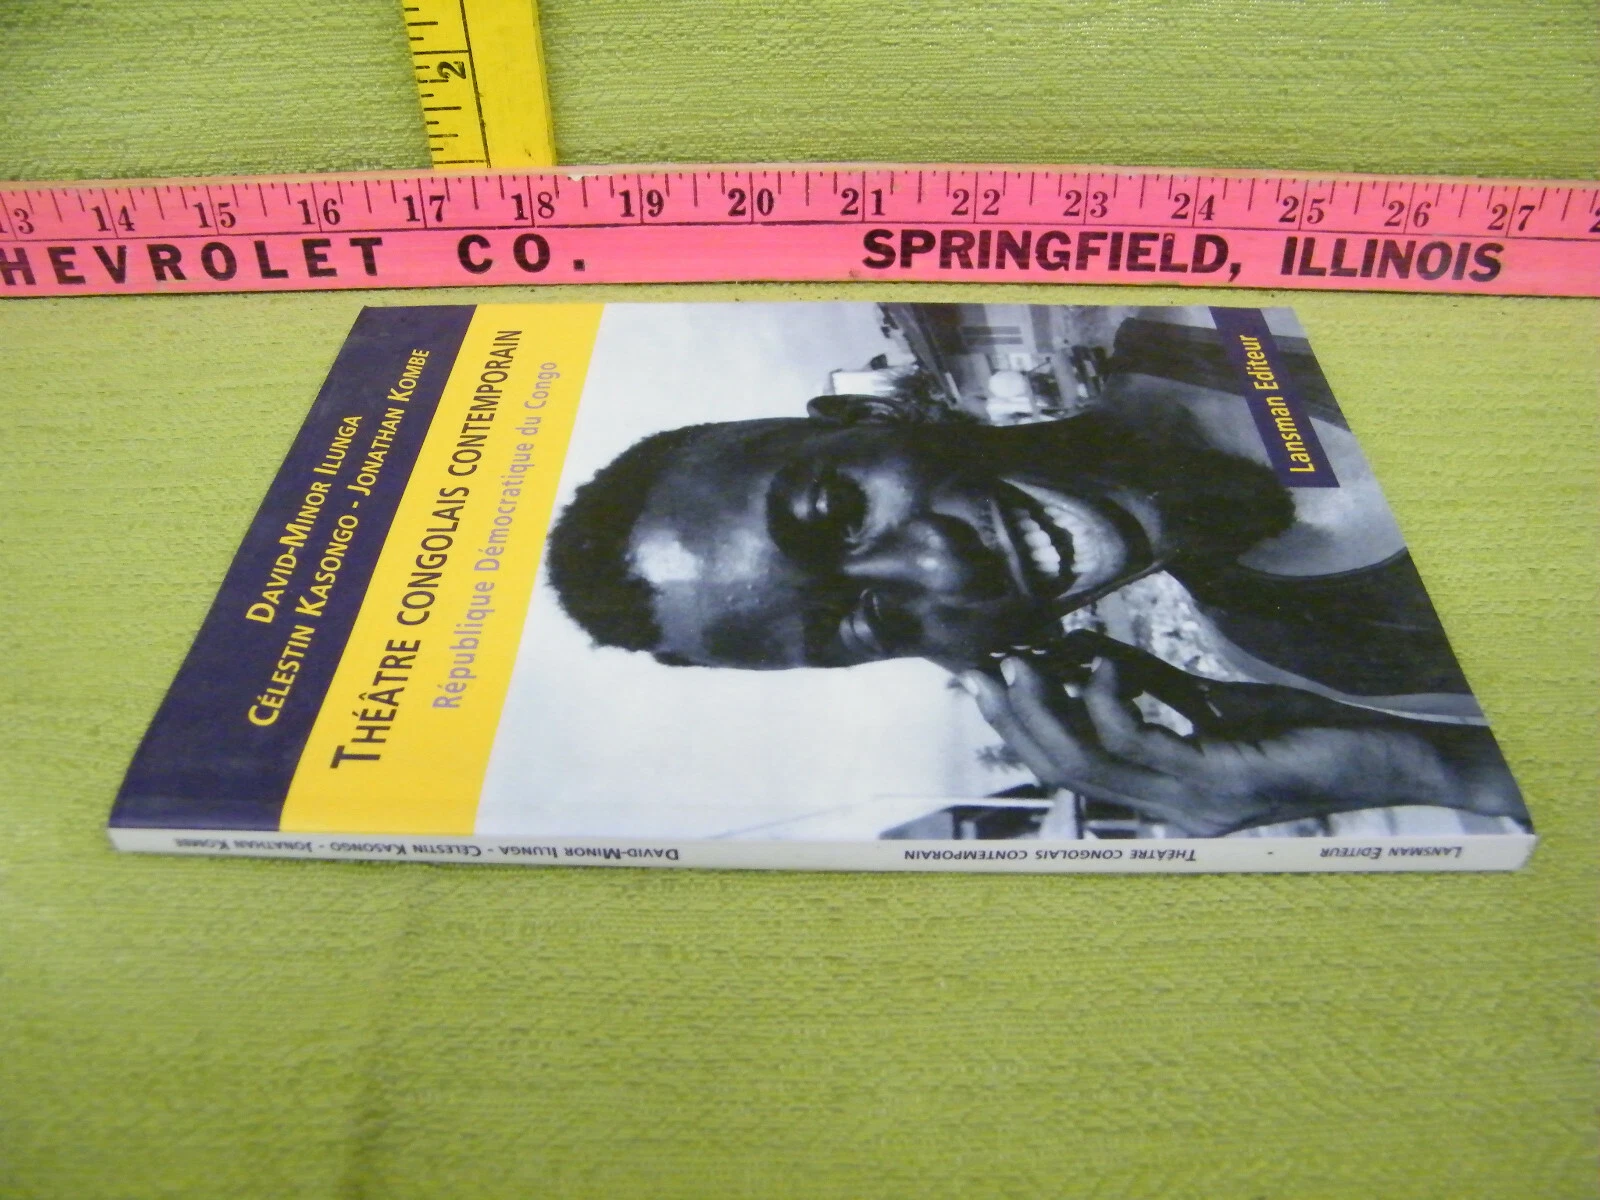 2
13 14 15 16 17 18 19 20 21 22 23 24 25 26 27
HEVROLET CO. SPRINGFIELD, ILLINOIS
DAVID-MINOR ILUNGA
CÉLESTIN KASONGO - JONATHAN KOMBE
THÉÂTRE CONGOLAIS CONTEMPORAIN
République Démocratique du Congo
Lansman Editeur
LANSMAN EDITEUR - THÉÂTRE CONGOLAIS CONTEMPORAIN DAVID-MINOR ILUNGA - CÉLESTIN KASONGO - JONATHAN KOMBE